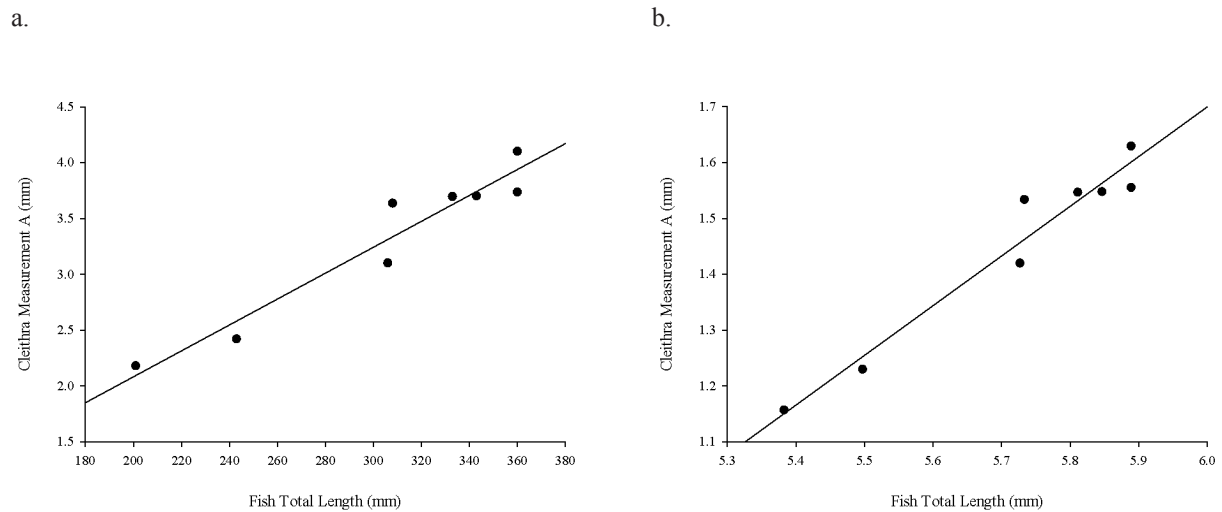 a.
4.5
4.0
3.5
3.0
2.5
2.0
1.5
Cleithra Measurement A (mm)
180 200 220 240 260 280 300 320 340 360 380
Fish Total Length (mm)
b.
1.7
1.6
1.5
1.4
1.3
1.2
1.1
Cleithra Measurement A (mm)
5.3 5.4 5.5 5.6 5.7 5.8 5.9 6.0
Fish Total Length (mm)